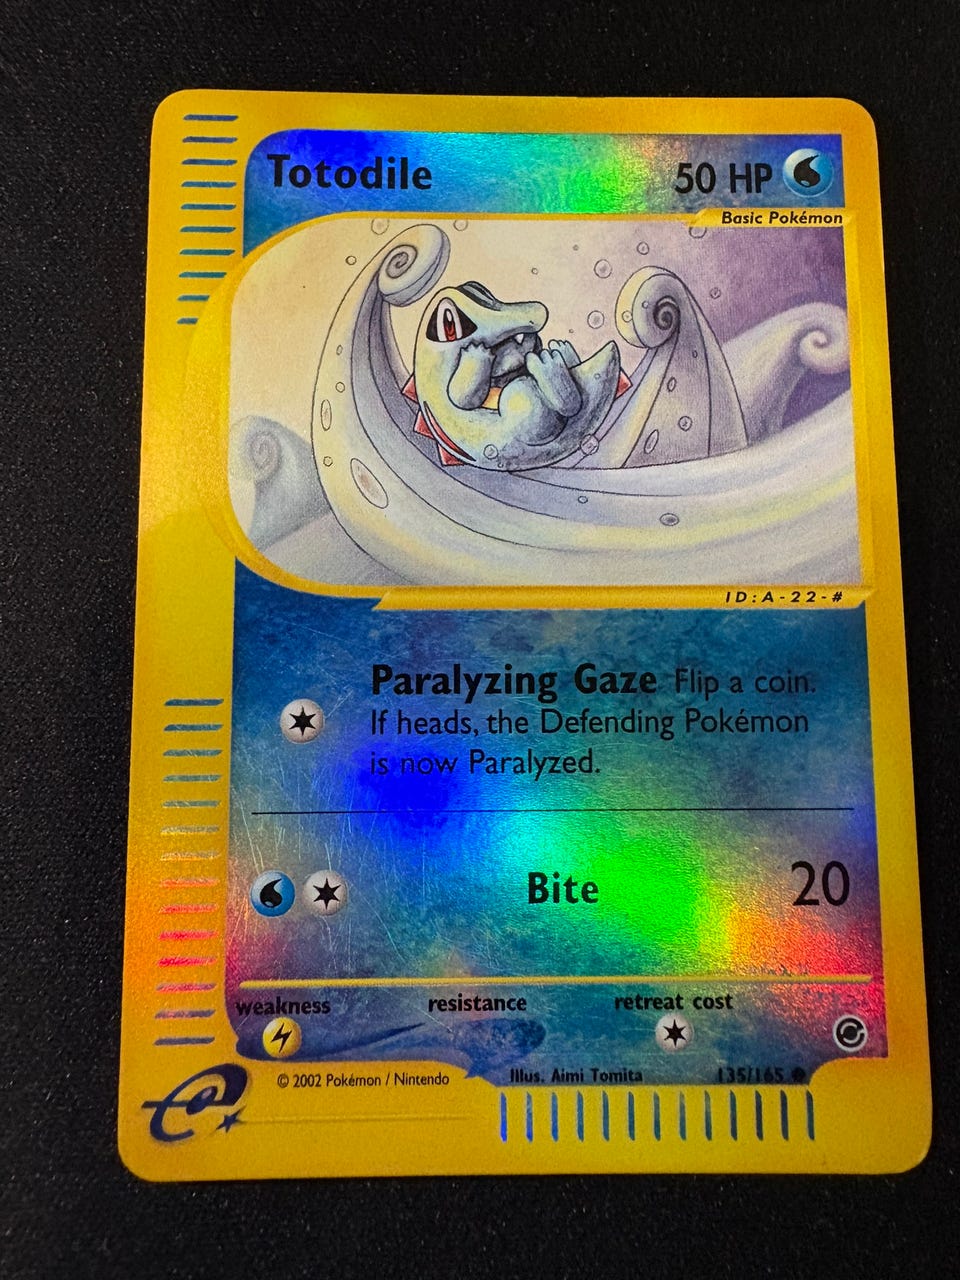 Totodile 50 HP
Basic Pokémon
ID:A-22-#
Paralyzing Gaze Flip a coin.
If heads, the Defending Pokémon
is now Paralyzed.
Bite 20
weakness resistance retreat cost
© 2002 Pokémon / Nintendo Illus. Aimi Tomita 135/165